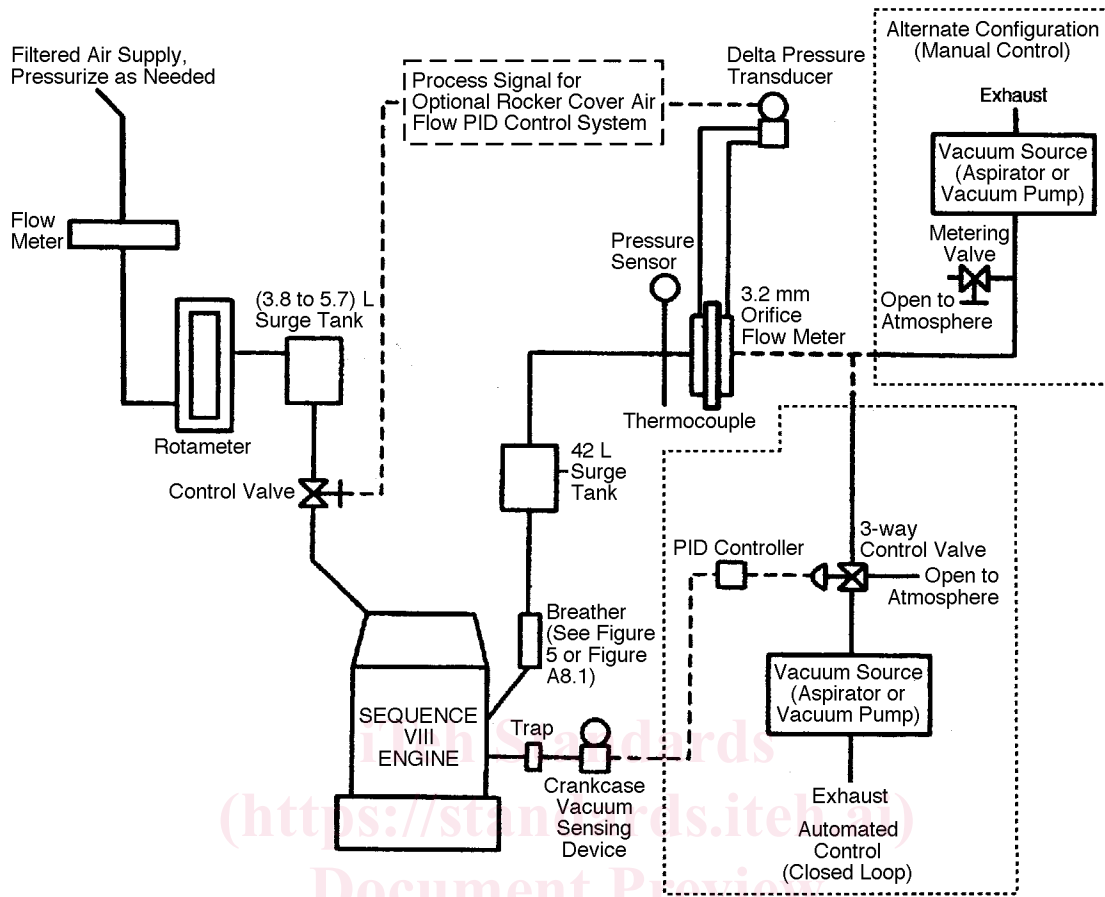 Filtered Air Supply,
Pressurize as Needed
Process Signal for
Optional Rocker Cover Air
Flow PID Control System
Delta Pressure
Transducer
Alternate Configuration
(Manual Control)
Exhaust
Vacuum Source
(Aspirator or
Vacuum Pump)
Metering
Valve
Open to
Atmosphere
Flow
Meter
Pressure
Sensor
(3.8 to 5.7) L
Surge Tank
3.2 mm
Orifice
Flow Meter
Rotameter
Thermocouple
42 L
Surge
Tank
Control Valve
3-way
Control Valve
PID Controller
Open to
Atmosphere
Breather
(See Figure
5 or Figure
A8.1)
Vacuum Source
(Aspirator or
Vacuum Pump)
SEQUENCE
VIII
ENGINE
Trap
Crankcase
Vacuum
Sensing
Device
Exhaust
Automated
Control
(Closed Loop)
iTeh Standards
(https://standards.iteh.ai)
Document Preview